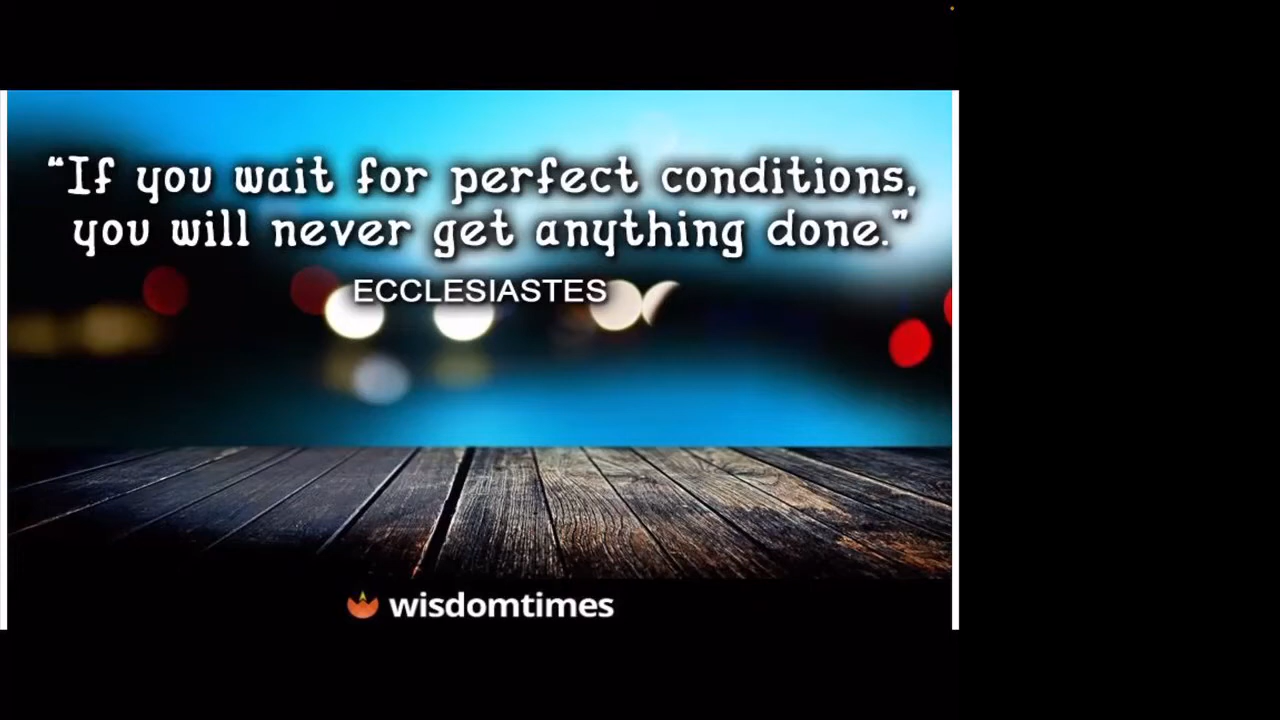 “If you wait for perfect conditions,
you will never get anything done.”
ECCLESIASTES
wisdomtimes